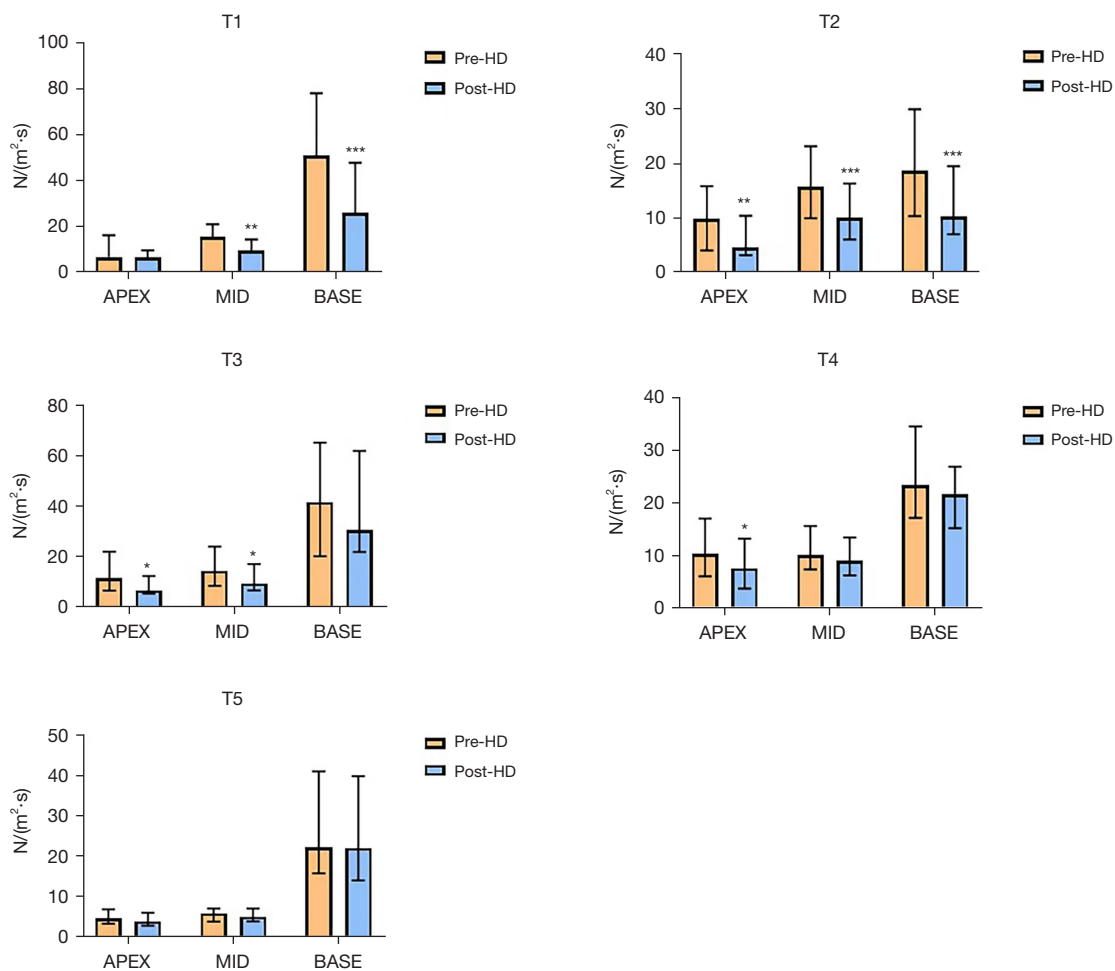 T1
100
80
60
40
20
0
N/(m²·s)
**
***
APEX MID BASE
Pre-HD
Post-HD
T2
40
30
20
10
0
N/(m²·s)
**
***
***
APEX MID BASE
Pre-HD
Post-HD
T3
80
60
40
20
0
N/(m²·s)
*
*
APEX MID BASE
Pre-HD
Post-HD
T4
40
30
20
10
0
N/(m²·s)
*
APEX MID BASE
Pre-HD
Post-HD
T5
50
40
30
20
10
0
N/(m²·s)
APEX MID BASE
Pre-HD
Post-HD